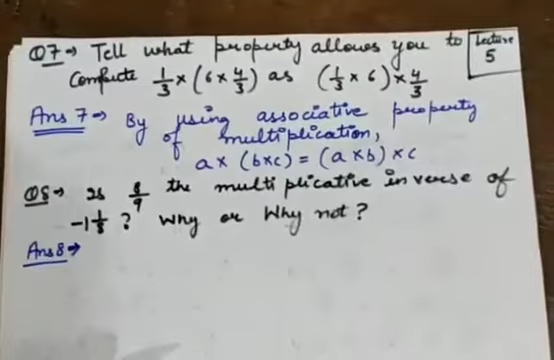 Q7→ Tell what property allows you to
Lecture 5
Compute 1/3 × (6 × 4/3) as (1/3 × 6) × 4/3
Ans 7→ By using associative property
of multiplication,
a × (b×c) = (a×b) × c
Q8→ Is 8/9 the multiplicative inverse of
-1 1/8 ? Why or Why not ?
Ans 8→